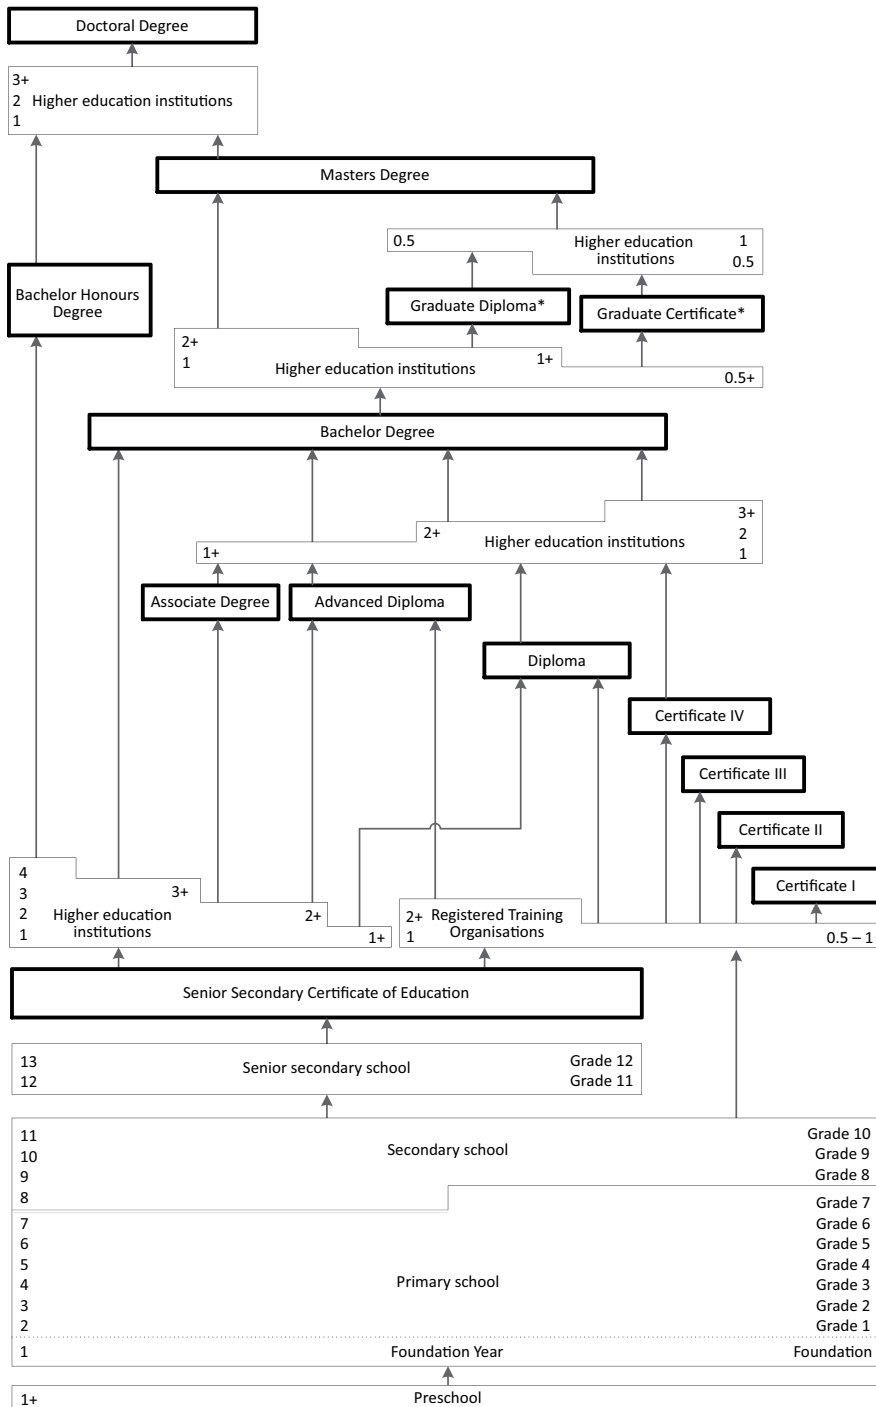 Doctoral Degree
3+
2 Higher education institutions
1
Masters Degree
0.5
Higher education
institutions
1
0.5
Bachelor Honours
Degree
Graduate Diploma*
Graduate Certificate*
2+
1
Higher education institutions
1+
0.5+
Bachelor Degree
3+
2+
2
Higher education institutions
1+
1
Associate Degree
Advanced Diploma
Diploma
Certificate IV
Certificate III
Certificate II
Certificate I
4
3
2
1
3+
Higher education
institutions
2+
1+
2+
1
Registered Training
Organisations
0.5 – 1
Senior Secondary Certificate of Education
13
12
Senior secondary school
Grade 12
Grade 11
11
10
9
8
Secondary school
Grade 10
Grade 9
Grade 8
Grade 7
7
6
5
4
3
2
Primary school
Grade 6
Grade 5
Grade 4
Grade 3
Grade 2
Grade 1
1
Foundation Year
Foundation
1+
Preschool